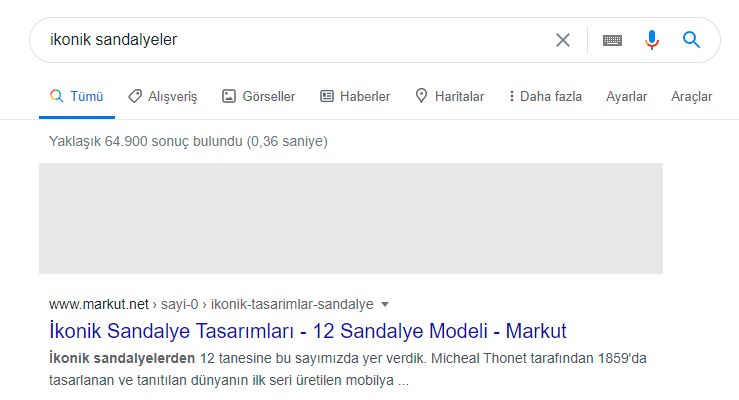 ikonik sandalyeler
Tümü Alışveriş Görseller Haberler Haritalar Daha fazla Ayarlar Araçlar
Yaklaşık 64.900 sonuç bulundu (0,36 saniye)
www.markut.net › sayi-0 › ikonik-tasarimlar-sandalye
İkonik Sandalye Tasarımları - 12 Sandalye Modeli - Markut
İkonik sandalyelerden 12 tanesine bu sayımızda yer verdik. Micheal Thonet tarafından 1859'da
tasarlanan ve tanıtılan dünyanın ilk seri üretilen mobilya ...